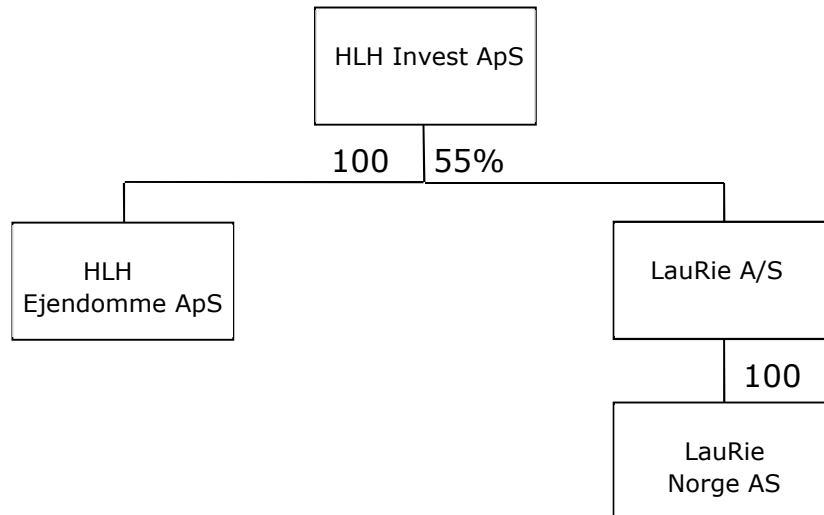 HLH Invest ApS
100 55%
HLH
Ejendomme ApS
LauRie A/S
100
LauRie
Norge AS